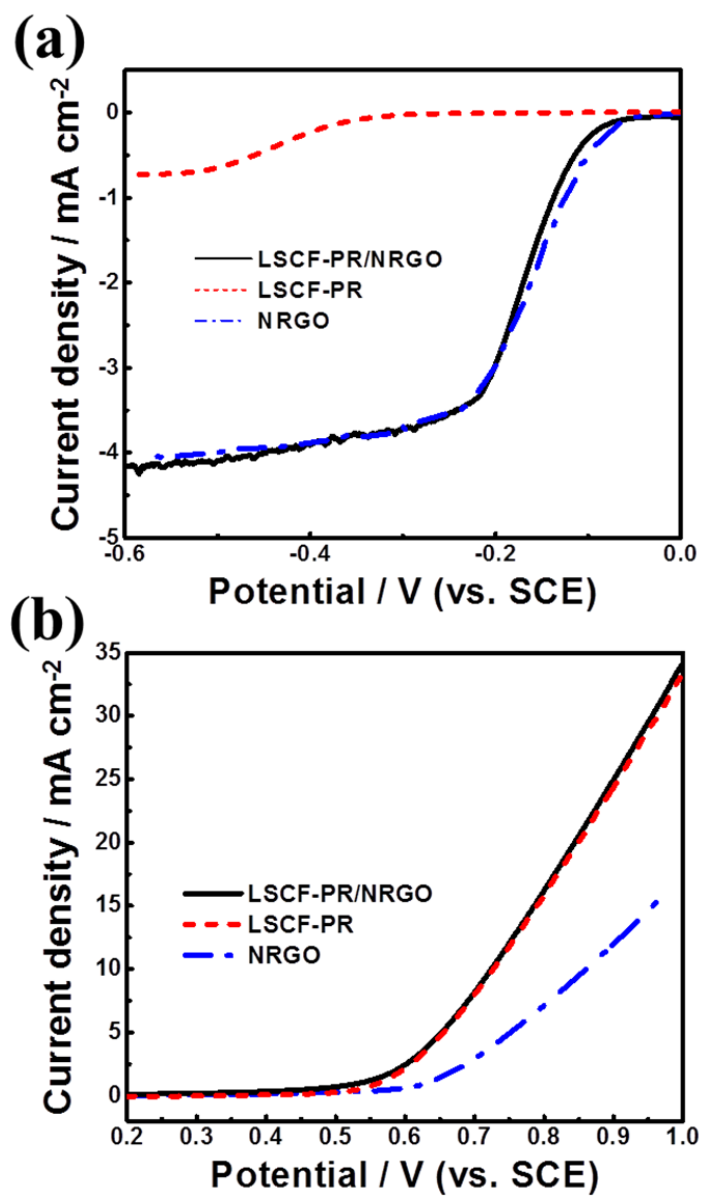 (a)
0
-1
-2
-3
-4
-5
Current density / mA cm-2
LSCF-PR/NRGO
LSCF-PR
NRGO
-0.6 -0.4 -0.2 0.0
Potential / V (vs. SCE)
(b)
35
30
25
20
15
10
5
0
Current density / mA cm-2
LSCF-PR/NRGO
LSCF-PR
NRGO
0.2 0.3 0.4 0.5 0.6 0.7 0.8 0.9 1.0
Potential / V (vs. SCE)